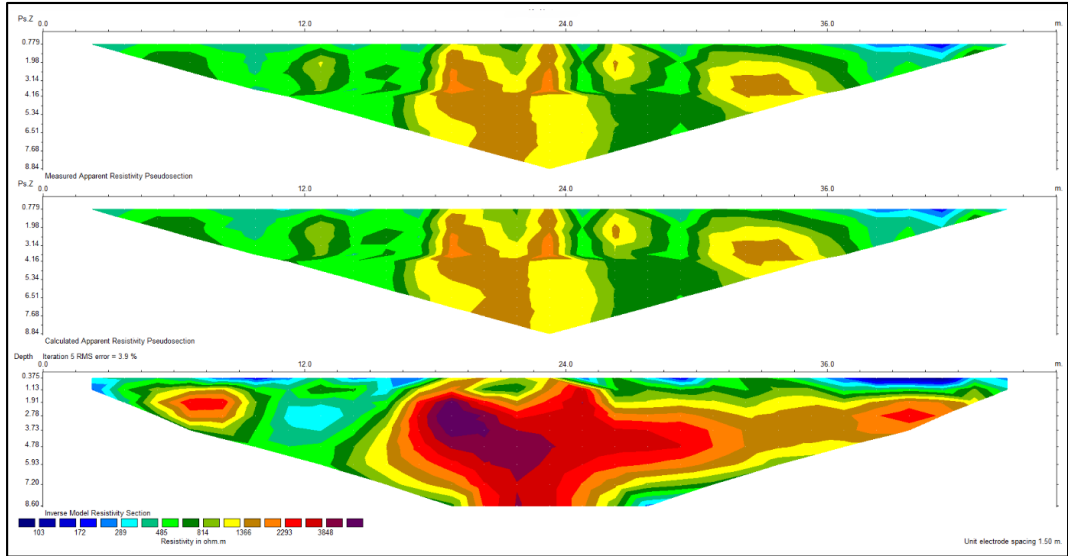 Ps.Z 0.0 12.0 24.0 36.0 m.
0.779
1.98
3.14
4.16
5.34
6.51
7.68
8.84
Measured Apparent Resistivity Pseudosection
Ps.Z 0.0 12.0 24.0 36.0 m.
0.779
1.98
3.14
4.16
5.34
6.51
7.68
8.84
Calculated Apparent Resistivity Pseudosection
Depth Iteration 5 RMS error = 3.9 %
0.0 12.0 24.0 36.0 m.
0.375
1.13
1.91
2.78
3.73
4.78
5.93
7.20
8.60
Inverse Model Resistivity Section
103 172 289 485 814 1366 2293 3848
Resistivity in ohm.m
Unit electrode spacing 1.50 m.